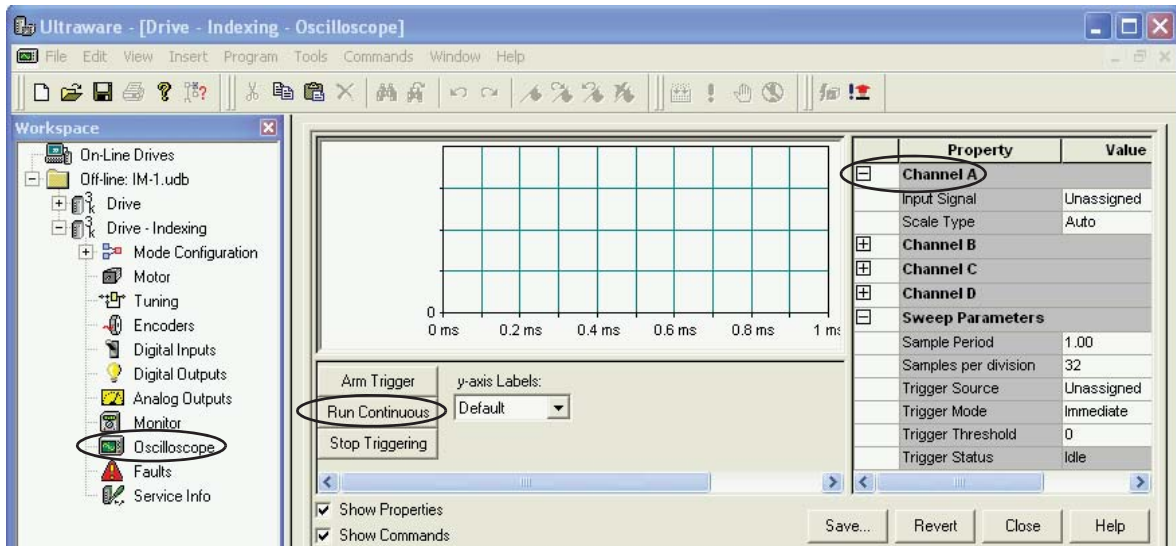 Ultraware - [Drive - Indexing - Oscilloscope]
File Edit View Insert Program Tools Commands Window Help
Workspace
On-Line Drives
Off-line: IM-1.udb
Drive
Drive - Indexing
Mode Configuration
Motor
Tuning
Encoders
Digital Inputs
Digital Outputs
Analog Outputs
Monitor
Oscilloscope
Faults
Service Info
0
0 ms 0.2 ms 0.4 ms 0.6 ms 0.8 ms 1 ms
Arm Trigger
Run Continuous
Stop Triggering
y-axis Labels:
Default
Show Properties
Show Commands
Property Value
Channel A
Input Signal Unassigned
Scale Type Auto
Channel B
Channel C
Channel D
Sweep Parameters
Sample Period 1.00
Samples per division 32
Trigger Source Unassigned
Trigger Mode Immediate
Trigger Threshold 0
Trigger Status Idle
Save... Revert Close Help